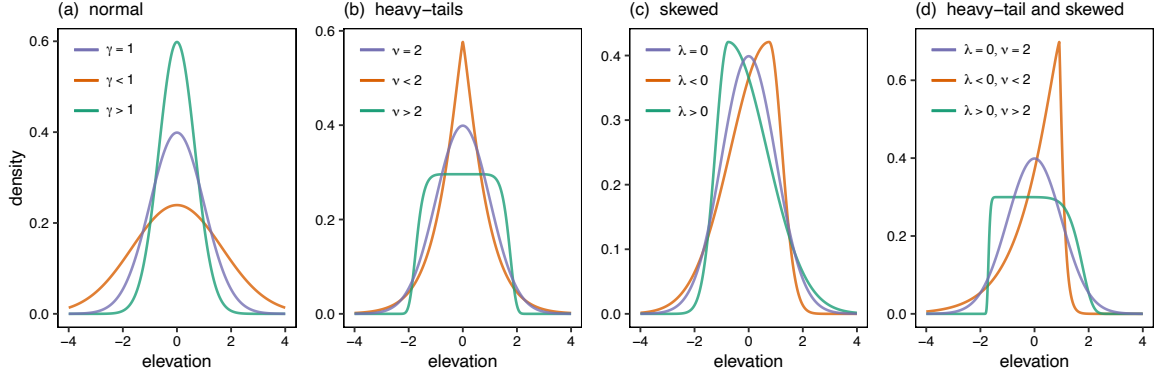 (a) normal
(b) heavy-tails
(c) skewed
(d) heavy-tail and skewed
density
0.6
0.4
0.2
0.0
γ = 1
γ < 1
γ > 1
−4 −2 0 2 4
elevation
0.6
0.4
0.2
0.0
ν = 2
ν < 2
ν > 2
−4 −2 0 2 4
elevation
0.4
0.3
0.2
0.1
0.0
λ = 0
λ < 0
λ > 0
−4 −2 0 2 4
elevation
0.6
0.4
0.2
0.0
λ = 0, ν = 2
λ < 0, ν < 2
λ > 0, ν > 2
−4 −2 0 2 4
elevation